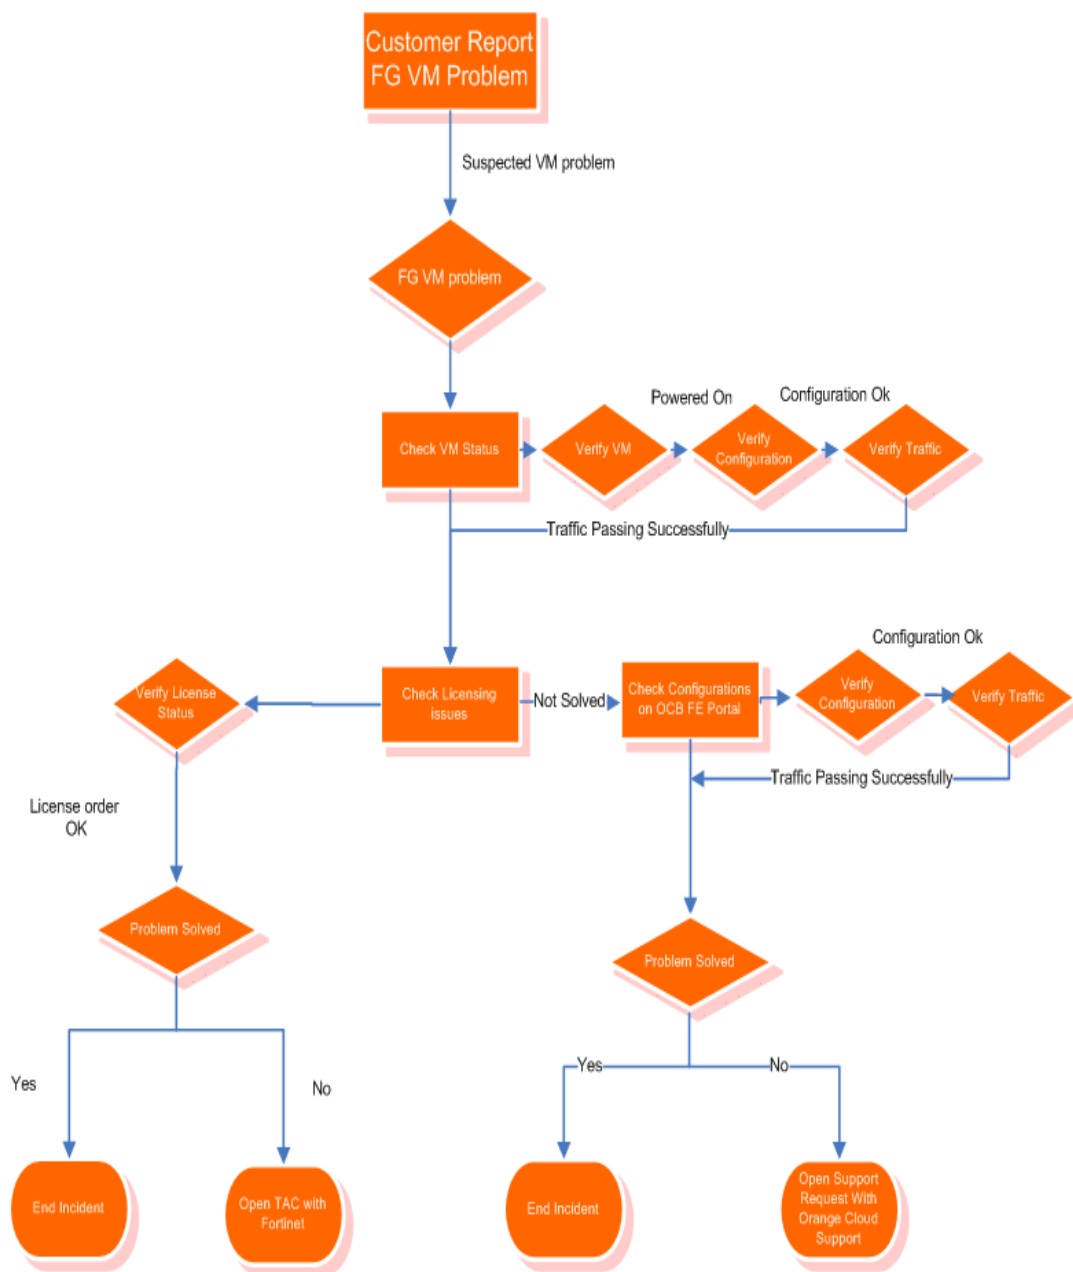 Customer Report
FG VM Problem
Suspected VM problem
FG VM problem
Powered On
Configuration Ok
Check VM Status
Verify VM
Verify
Configuration
Verify Traffic
Traffic Passing Successfully
Configuration Ok
Verify License
Status
Check Licensing
issues
Not Solved
Check Configurations
on OCB FE Portal
Verify
Configuration
Verify Traffic
Traffic Passing Successfully
License order
OK
Problem Solved
Problem Solved
Yes
No
Yes
No
End Incident
Open TAC with
Fortinet
End Incident
Open Support
Request With
Orange Cloud
Support